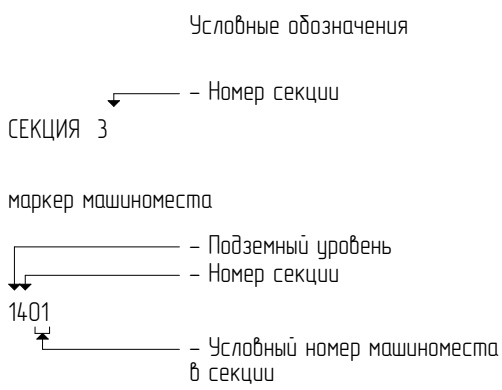 Условные обозначения
– Номер секции
СЕКЦИЯ 3
маркер машиноместа
– Подземный уровень
– Номер секции
1401
– Условный номер машиноместа
в секции